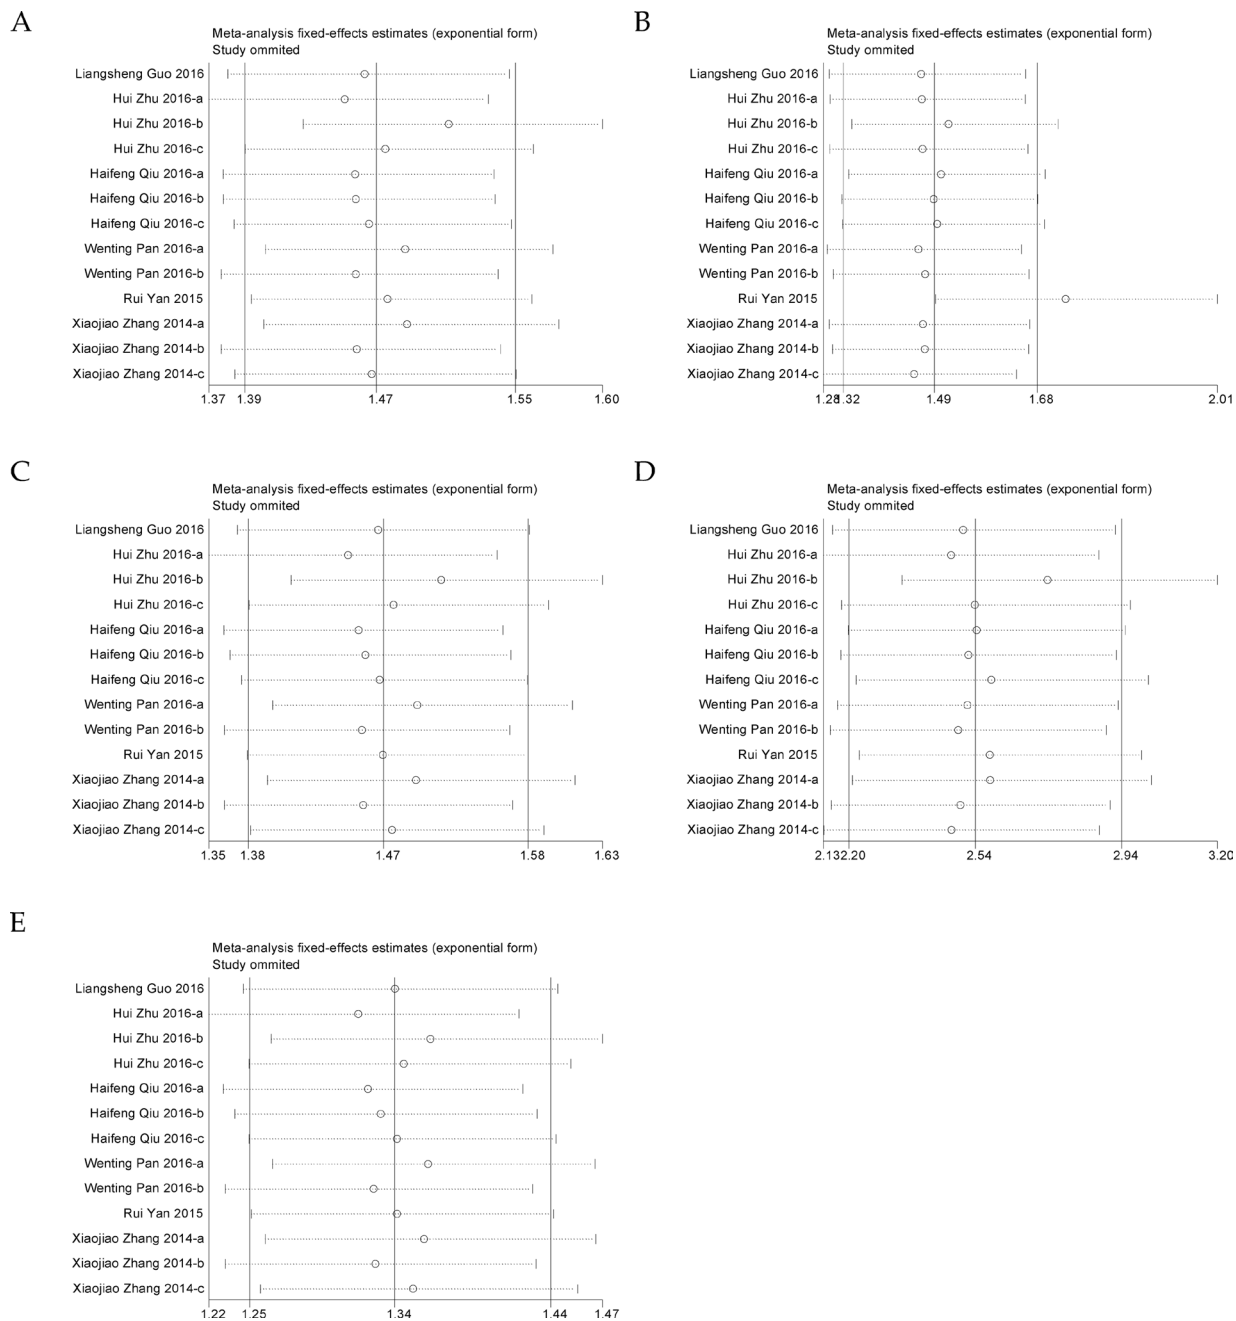 A
Meta-analysis fixed-effects estimates (exponential form)
Study ommited
Liangsheng Guo 2016
Hui Zhu 2016-a
Hui Zhu 2016-b
Hui Zhu 2016-c
Haifeng Qiu 2016-a
Haifeng Qiu 2016-b
Haifeng Qiu 2016-c
Wenting Pan 2016-a
Wenting Pan 2016-b
Rui Yan 2015
Xiaojiao Zhang 2014-a
Xiaojiao Zhang 2014-b
Xiaojiao Zhang 2014-c
1.37 1.39 1.47 1.55 1.60
B
Meta-analysis fixed-effects estimates (exponential form)
Study ommited
Liangsheng Guo 2016
Hui Zhu 2016-a
Hui Zhu 2016-b
Hui Zhu 2016-c
Haifeng Qiu 2016-a
Haifeng Qiu 2016-b
Haifeng Qiu 2016-c
Wenting Pan 2016-a
Wenting Pan 2016-b
Rui Yan 2015
Xiaojiao Zhang 2014-a
Xiaojiao Zhang 2014-b
Xiaojiao Zhang 2014-c
1.28 1.32 1.49 1.68 2.01
C
Meta-analysis fixed-effects estimates (exponential form)
Study ommited
Liangsheng Guo 2016
Hui Zhu 2016-a
Hui Zhu 2016-b
Hui Zhu 2016-c
Haifeng Qiu 2016-a
Haifeng Qiu 2016-b
Haifeng Qiu 2016-c
Wenting Pan 2016-a
Wenting Pan 2016-b
Rui Yan 2015
Xiaojiao Zhang 2014-a
Xiaojiao Zhang 2014-b
Xiaojiao Zhang 2014-c
1.35 1.38 1.47 1.58 1.63
D
Meta-analysis fixed-effects estimates (exponential form)
Study ommited
Liangsheng Guo 2016
Hui Zhu 2016-a
Hui Zhu 2016-b
Hui Zhu 2016-c
Haifeng Qiu 2016-a
Haifeng Qiu 2016-b
Haifeng Qiu 2016-c
Wenting Pan 2016-a
Wenting Pan 2016-b
Rui Yan 2015
Xiaojiao Zhang 2014-a
Xiaojiao Zhang 2014-b
Xiaojiao Zhang 2014-c
2.13 2.20 2.54 2.94 3.20
E
Meta-analysis fixed-effects estimates (exponential form)
Study ommited
Liangsheng Guo 2016
Hui Zhu 2016-a
Hui Zhu 2016-b
Hui Zhu 2016-c
Haifeng Qiu 2016-a
Haifeng Qiu 2016-b
Haifeng Qiu 2016-c
Wenting Pan 2016-a
Wenting Pan 2016-b
Rui Yan 2015
Xiaojiao Zhang 2014-a
Xiaojiao Zhang 2014-b
Xiaojiao Zhang 2014-c
1.22 1.25 1.34 1.44 1.47